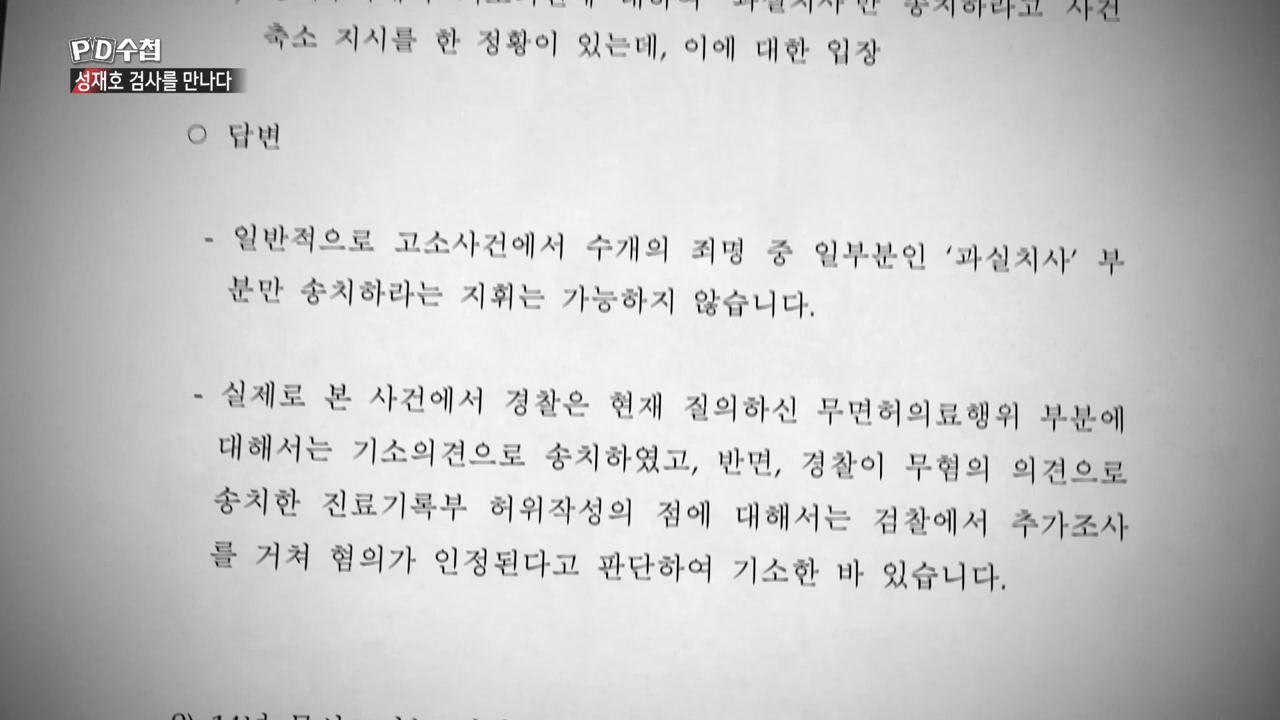 PD수첩
성재호 검사를 만나다
송치하라고 사건
축소 지시를 한 정황이 있는데, 이에 대한 입장
○ 답변
- 일반적으로 고소사건에서 수개의 죄명 중 일부분인 ‘과실치사’ 부
분만 송치하라는 지휘는 가능하지 않습니다.
- 실제로 본 사건에서 경찰은 현재 질의하신 무면허의료행위 부분에
대해서는 기소의견으로 송치하였고, 반면, 경찰이 무혐의 의견으로
송치한 진료기록부 허위작성의 점에 대해서는 검찰에서 추가조사
를 거쳐 혐의가 인정된다고 판단하여 기소한 바 있습니다.